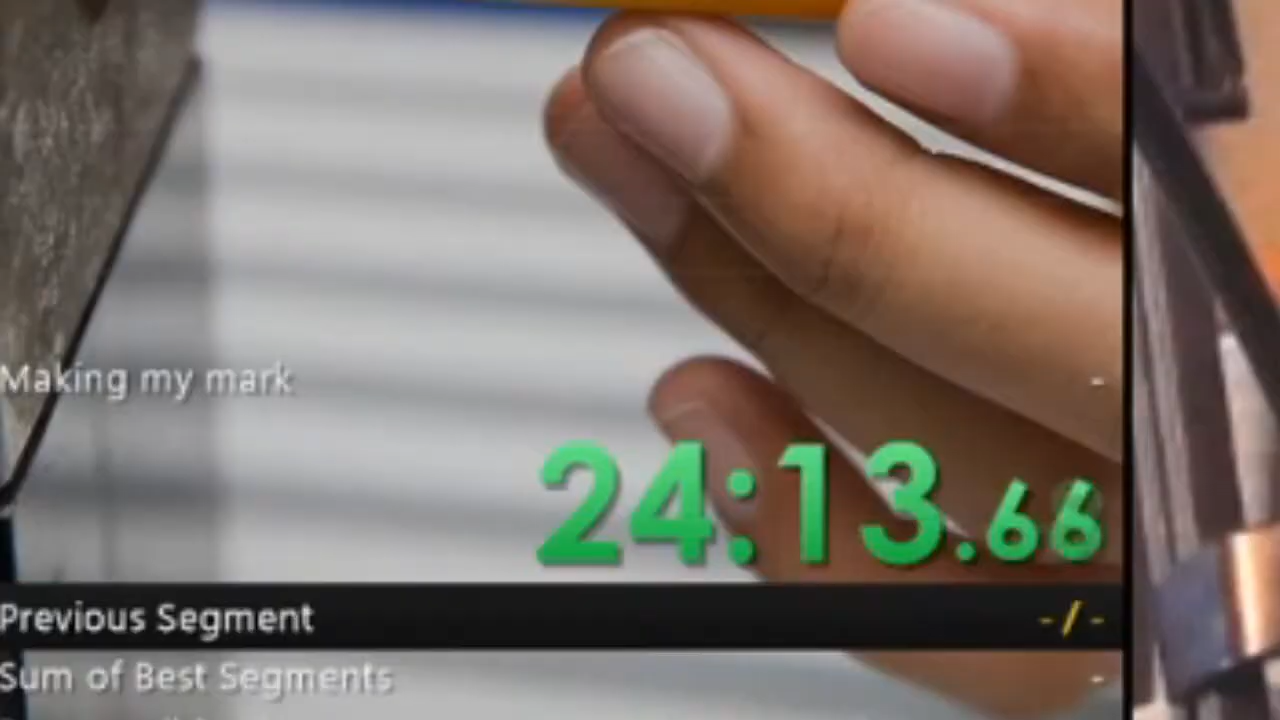 Making my mark -
24:13.66
Previous Segment -/-
Sum of Best Segments -